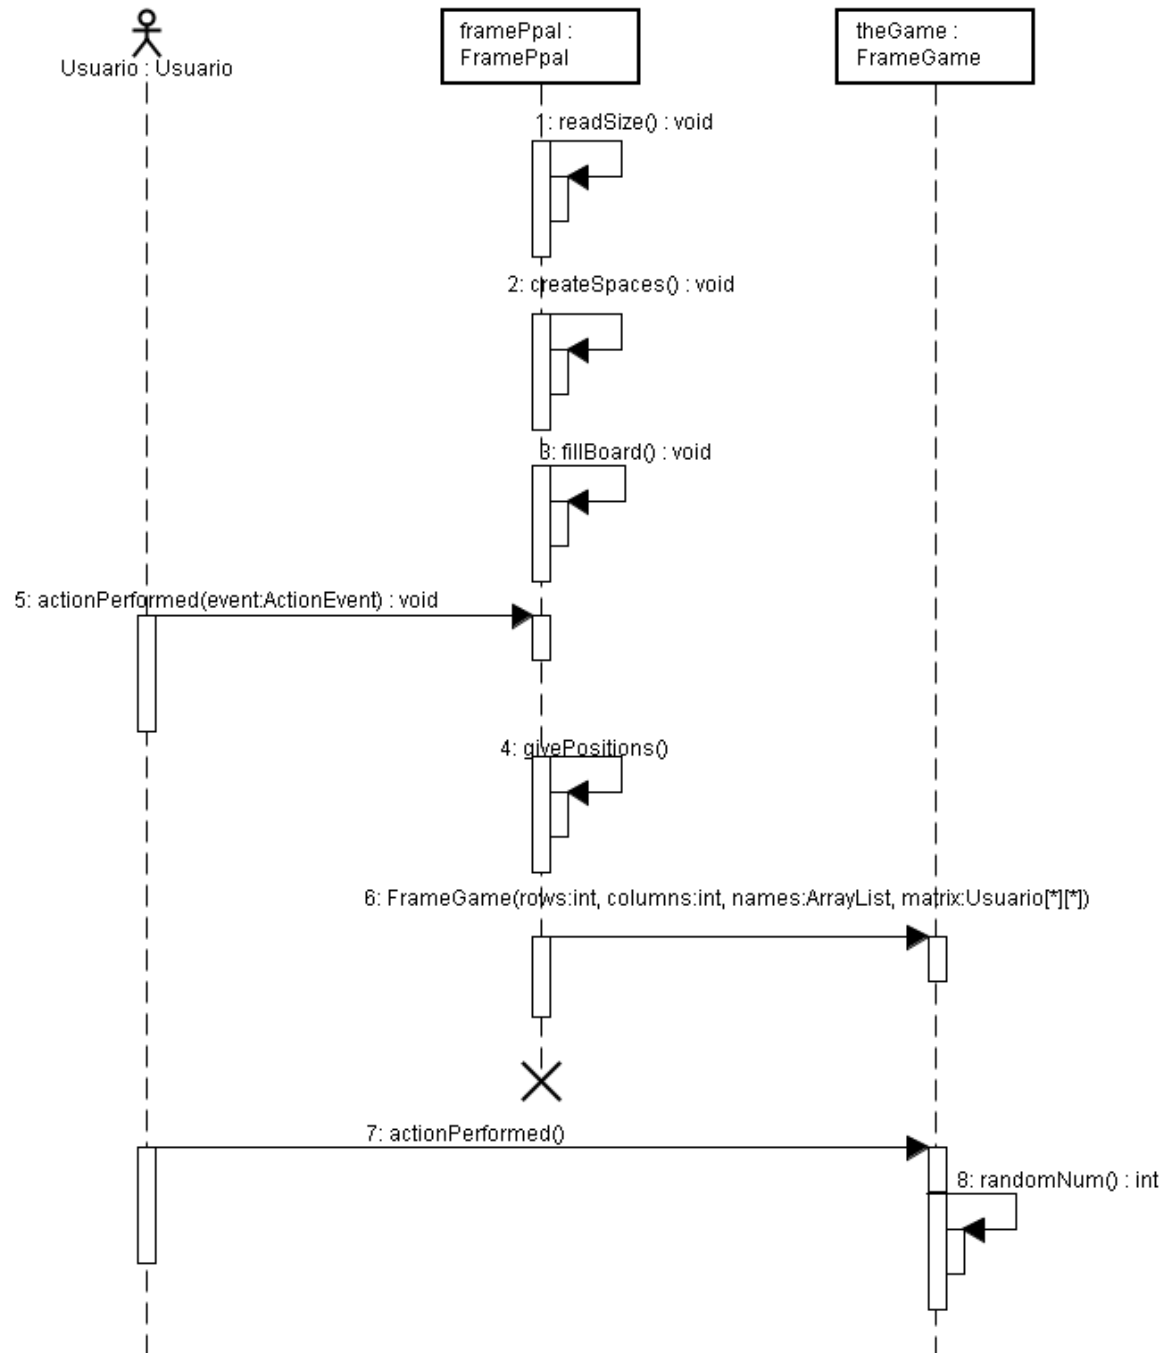 Usuario : Usuario
framePpal :
FramePpal
theGame :
FrameGame
1: readSize() : void
2: createSpaces() : void
3: fillBoard() : void
5: actionPerformed(event:ActionEvent) : void
4: givePositions()
6: FrameGame(rows:int, columns:int, names:ArrayList, matrix:Usuario[*][*])
7: actionPerformed()
8: randomNum() : int